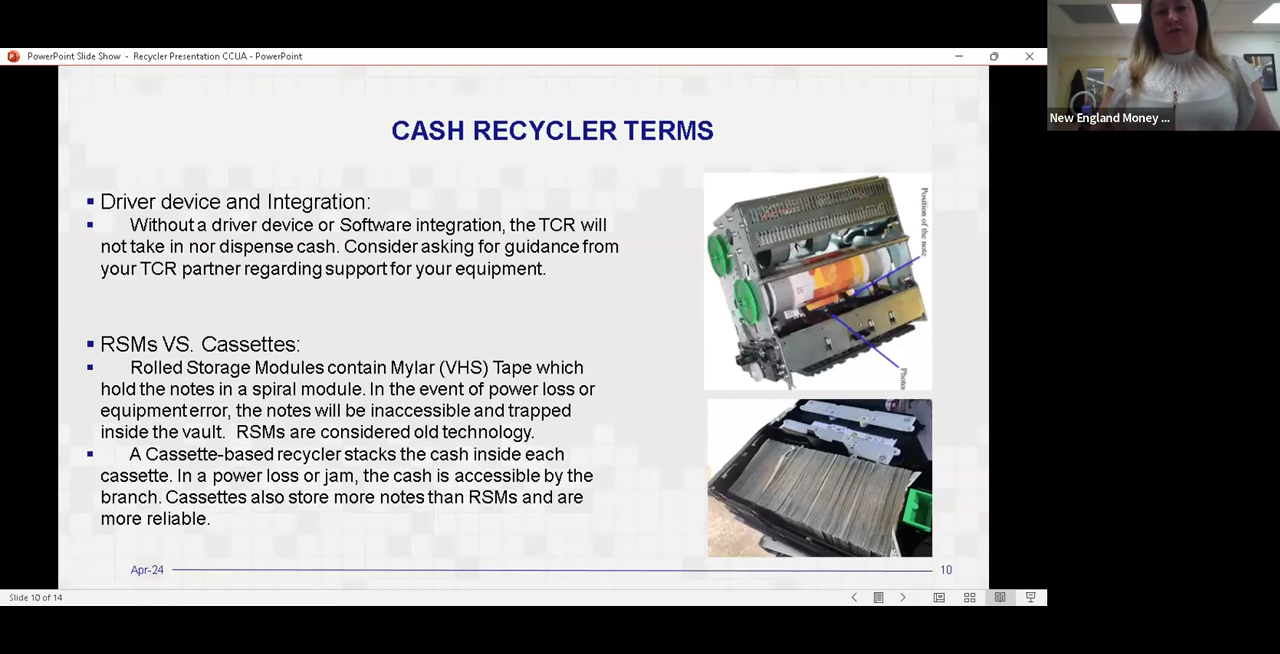 PowerPoint Slide Show - Recycler Presentation CCUA - PowerPoint
New England Money ...
CASH RECYCLER TERMS
▪ Driver device and Integration:
▪ Without a driver device or Software integration, the TCR will
not take in nor dispense cash. Consider asking for guidance from
your TCR partner regarding support for your equipment.
▪ RSMs VS. Cassettes:
▪ Rolled Storage Modules contain Mylar (VHS) Tape which
hold the notes in a spiral module. In the event of power loss or
equipment error, the notes will be inaccessible and trapped
inside the vault. RSMs are considered old technology.
▪ A Cassette-based recycler stacks the cash inside each
cassette. In a power loss or jam, the cash is accessible by the
branch. Cassettes also store more notes than RSMs and are
more reliable.
Position of the note
Apr-24
10
Slide 10 of 14